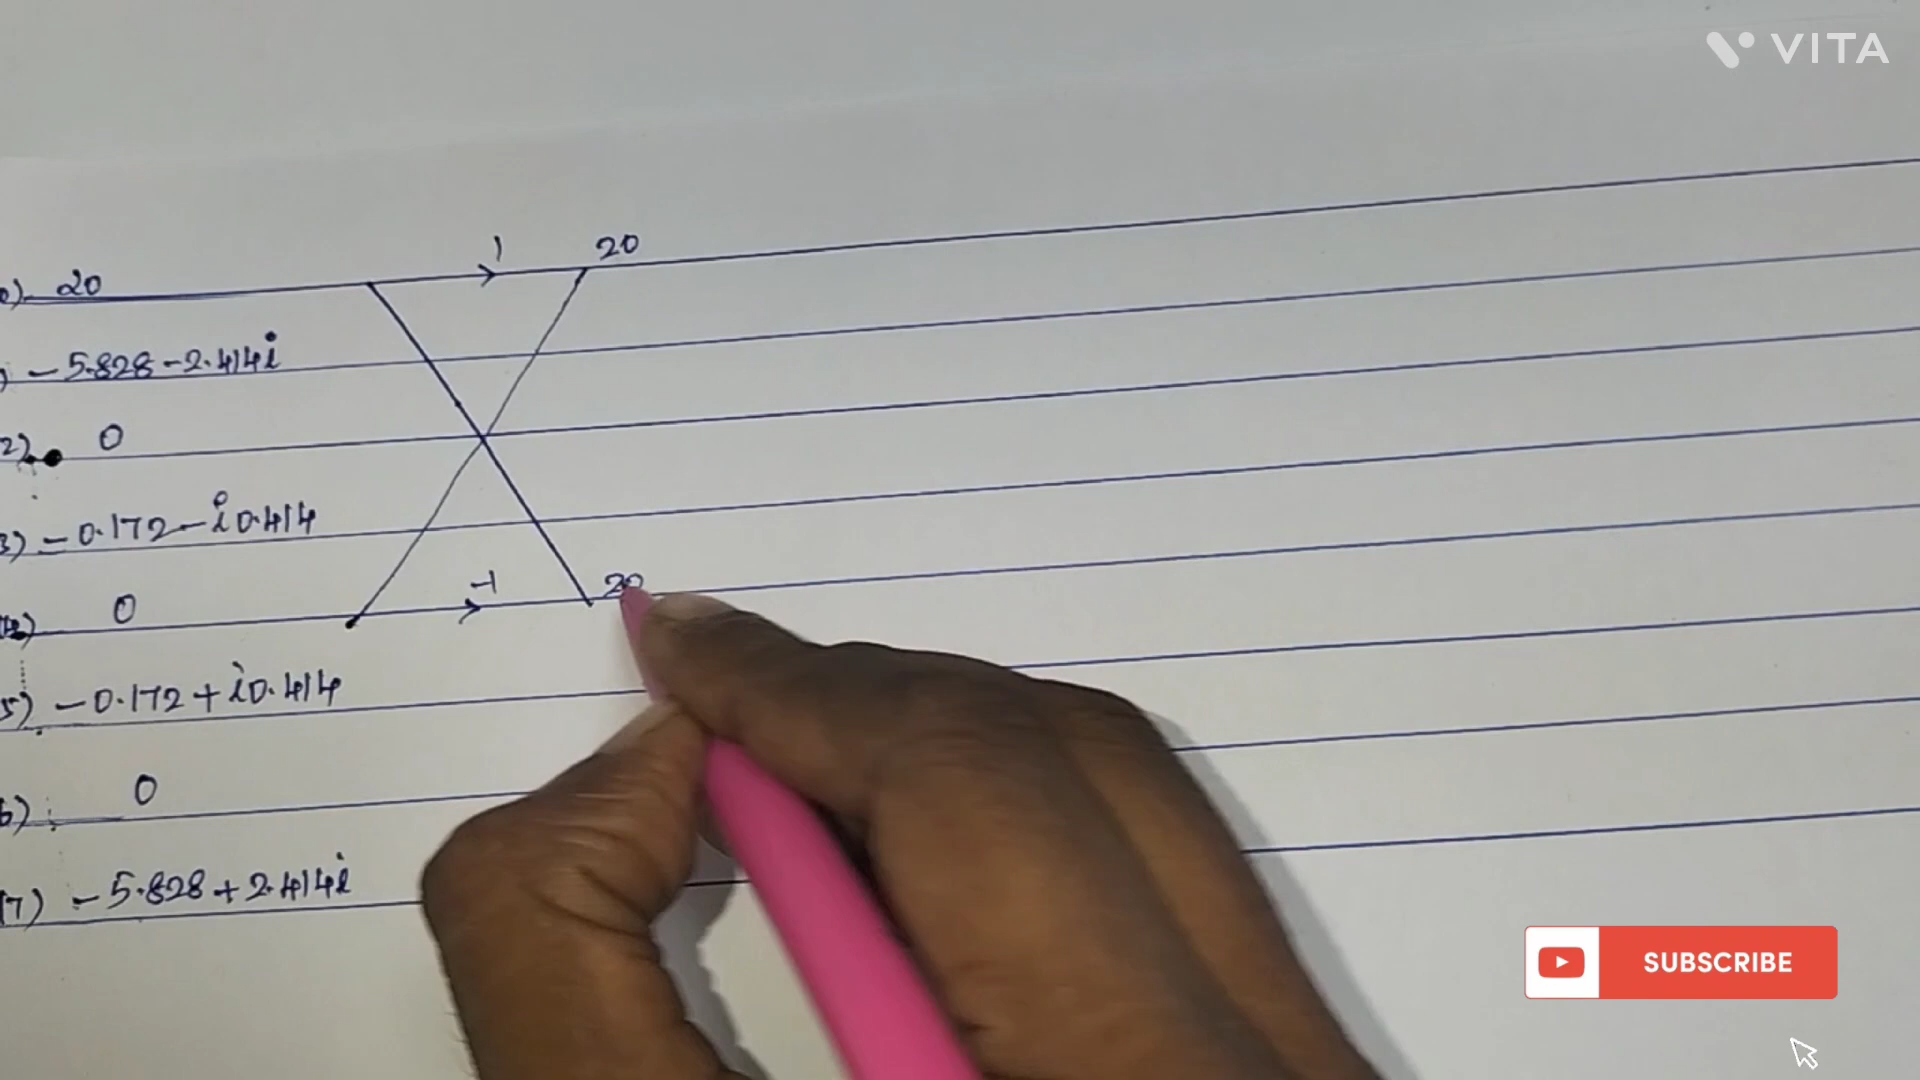 VITA
1 20
0) 20
) -5.828-2.414i
2) 0
3) -0.172-i0.414
-1 20
0
5) -0.172+i0.414
6) 0
(7) -5.828+2.414i
SUBSCRIBE